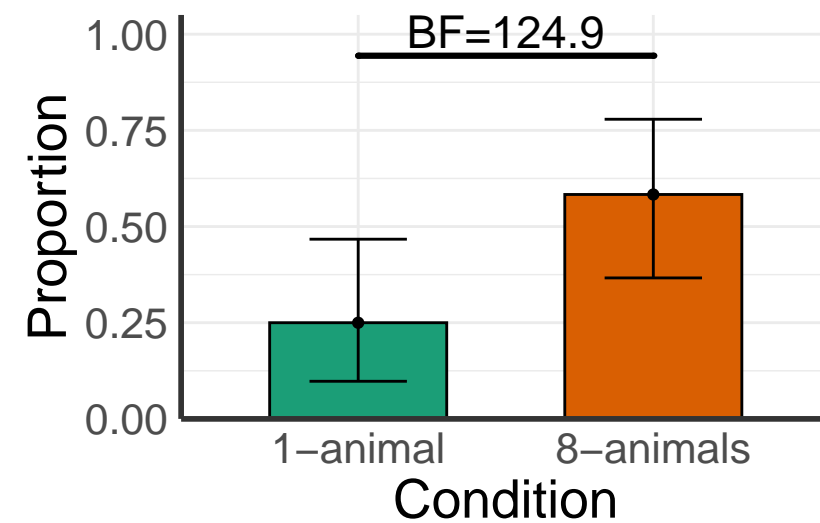 BF=124.9
1.00
0.75
0.50
0.25
0.00
Proportion
1−animal
8−animals
Condition